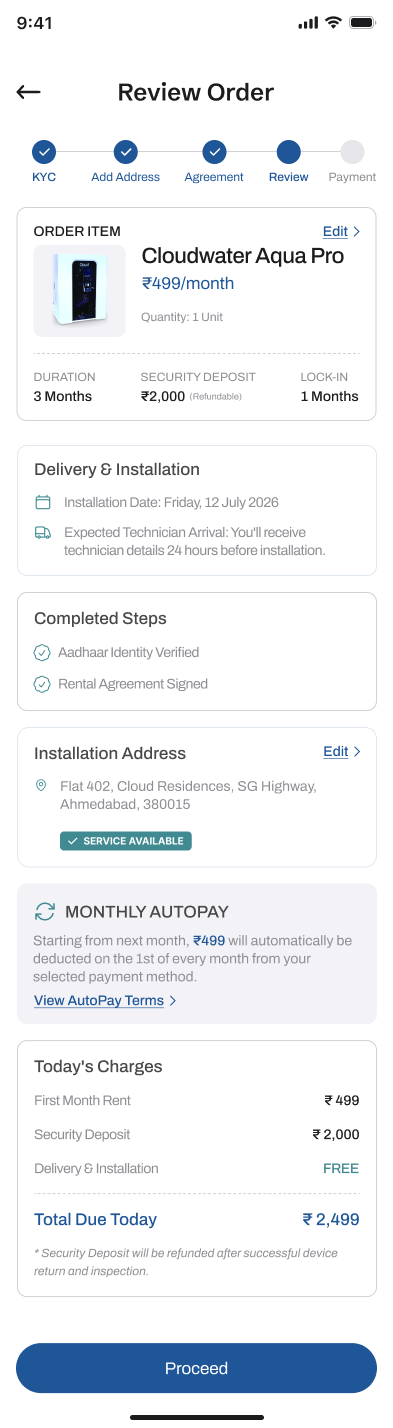 9:41
Review Order
KYC
Add Address
Agreement
Review
Payment
ORDER ITEM
Edit
Cloudwater Aqua Pro
₹499/month
Quantity: 1 Unit
DURATION
SECURITY DEPOSIT
LOCK-IN
3 Months
₹2,000 (Refundable)
1 Months
Delivery & Installation
Installation Date: Friday, 12 July 2026
Expected Technician Arrival: You'll receive
technician details 24 hours before installation.
Completed Steps
Aadhaar Identity Verified
Rental Agreement Signed
Installation Address
Edit
Flat 402, Cloud Residences, SG Highway,
Ahmedabad, 380015
SERVICE AVAILABLE
MONTHLY AUTOPAY
Starting from next month, ₹499 will automatically be
deducted on the 1st of every month from your
selected payment method.
View AutoPay Terms
Today's Charges
First Month Rent
₹ 499
Security Deposit
₹ 2,000
Delivery & Installation
FREE
Total Due Today
₹ 2,499
* Security Deposit will be refunded after successful device
return and inspection.
Proceed